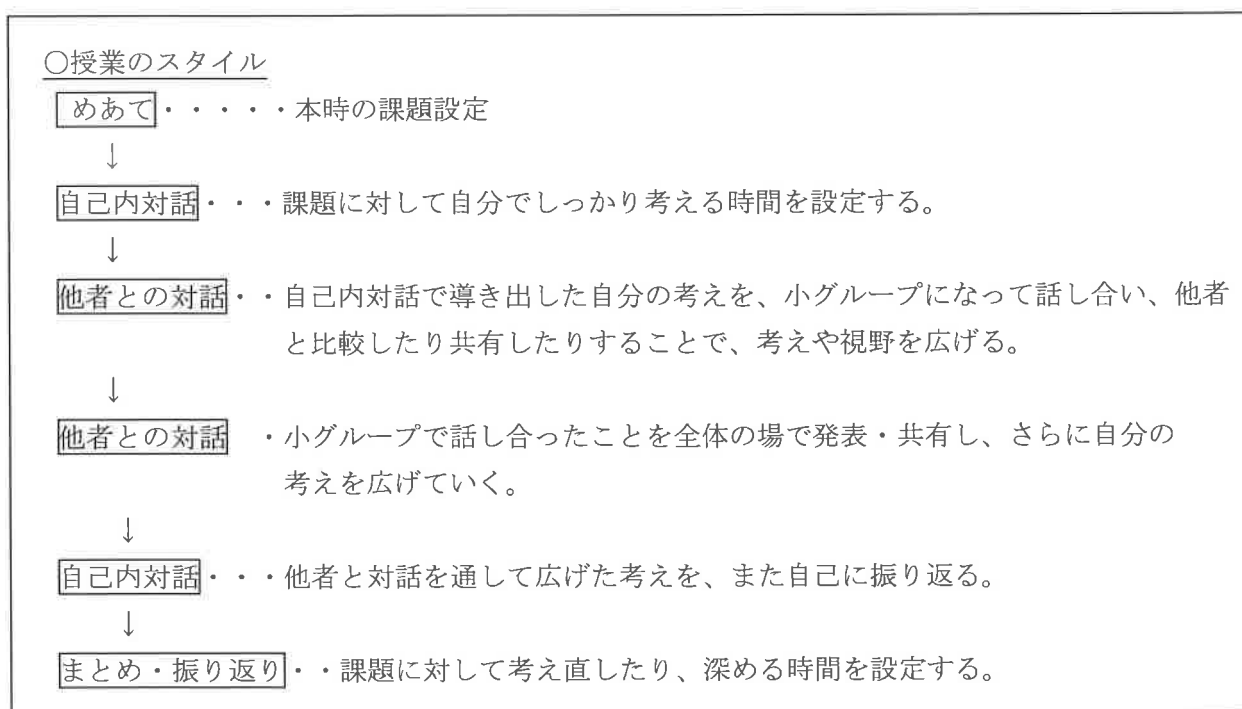 ○授業のスタイル
めあて・・・・・本時の課題設定
↓
自己内対話・・・課題に対して自分でしっかり考える時間を設定する。
↓
他者との対話・・自己内対話で導き出した自分の考えを、小グループになって話し合い、他者
と比較したり共有したりすることで、考えや視野を広げる。
↓
他者との対話　・小グループで話し合ったことを全体の場で発表・共有し、さらに自分の
考えを広げていく。
↓
自己内対話・・・他者と対話を通して広げた考えを、また自己に振り返る。
↓
まとめ・振り返り・・課題に対して考え直したり、深める時間を設定する。